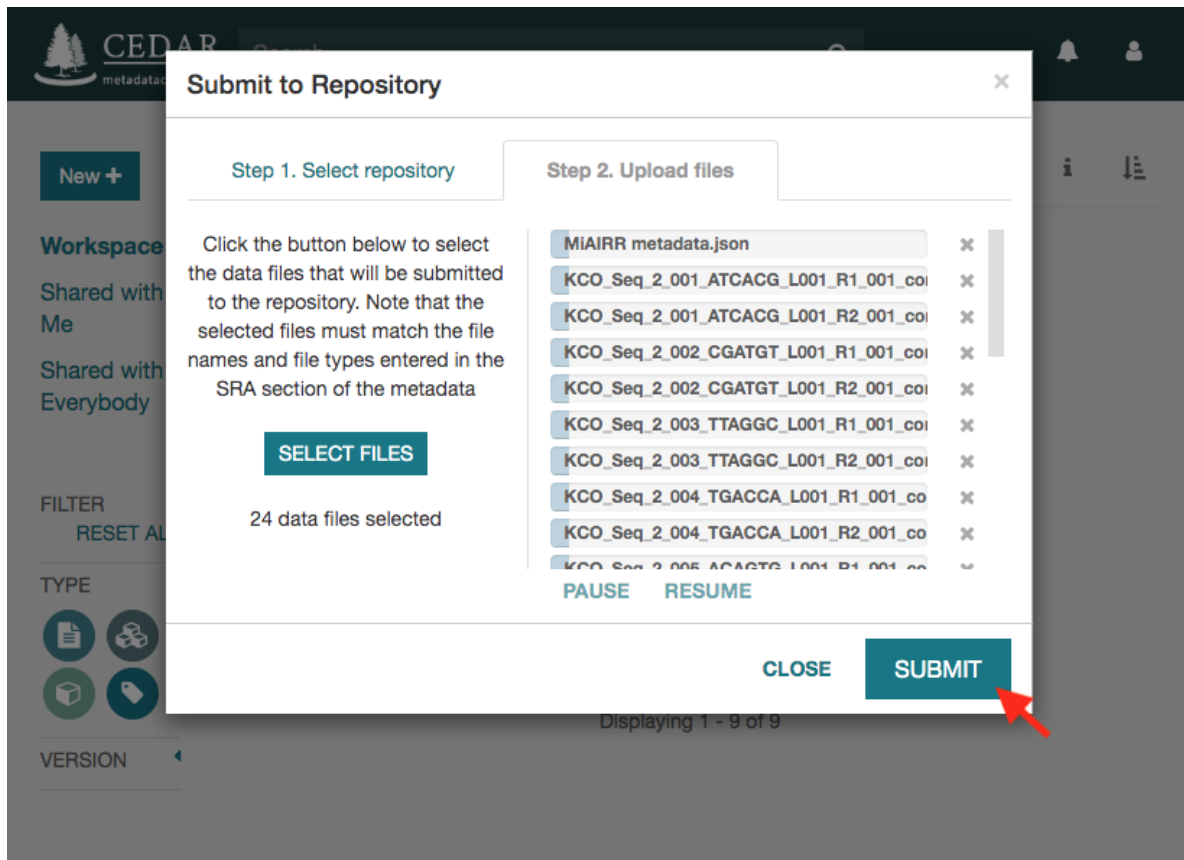 CEDAR
Search
Submit to Repository
Step 1. Select repository
Step 2. Upload files
New +
Workspace
Shared with
Me
Shared with
Everybody
FILTER
TYPE
VERSION
Click the button below to select
the data files that will be submitted
to the repository. Note that the
selected files must match the file
names and file types entered in the
SRA section of the metadata
SELECT FILES
24 data files selected
MiAIRR metadata.json
KCO_Seq_2_001_ATCACG_L001_R1_001_co
KCO_Seq_2_001_ATCACG_L001_R2_001_co
KCO_Seq_2_002_CGATGT_L001_R1_001_co
KCO_Seq_2_002_CGATGT_L001_R2_001_co
KCO_Seq_2_003_TTAGGC_L001_R1_001_co
KCO_Seq_2_003_TTAGGC_L001_R2_001_co
KCO_Seq_2_004_TGACCA_L001_R1_001_co
KCO_Seq_2_004_TGACCA_L001_R2_001_co
KCO_Seq_2_005_ACAGTG_L001_R1_001_co
PAUSE RESUME
CLOSE SUBMIT
Displaying 1 - 9 of 9